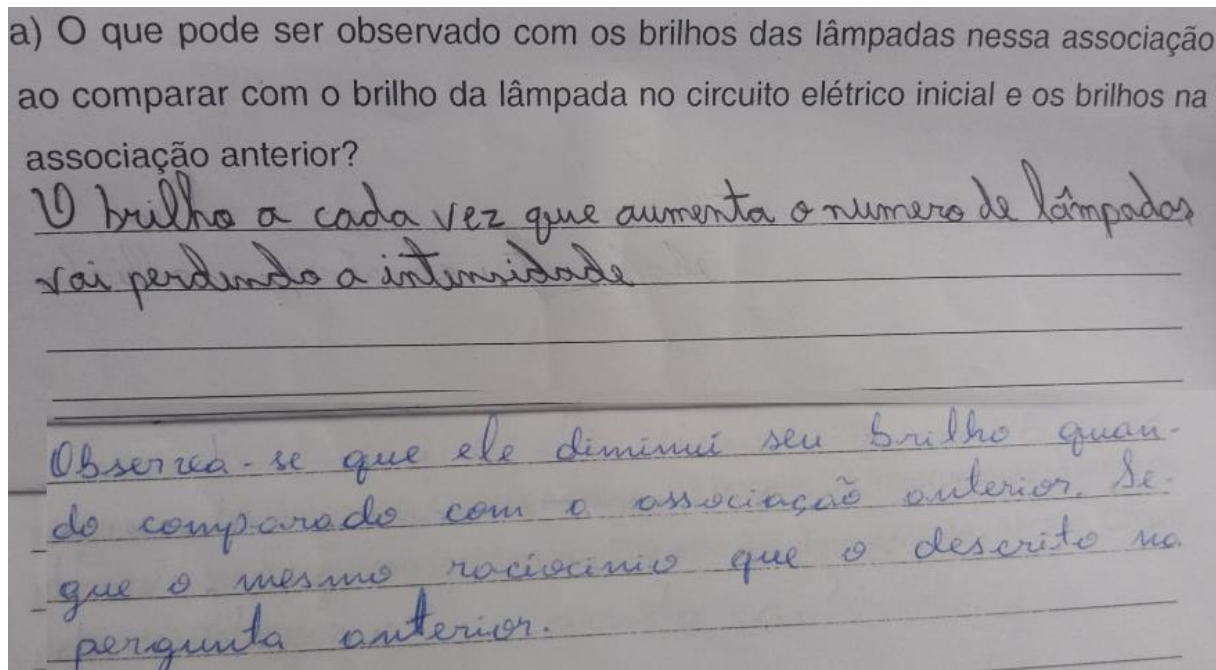 a) O que pode ser observado com os brilhos das lâmpadas nessa associação
ao comparar com o brilho da lâmpada no circuito elétrico inicial e os brilhos na
associação anterior?
O brilho a cada vez que aumenta o numero de lâmpadas
vai perdendo a intensidade
Observa-se que ele diminui seu brilho quan-
do comparado com a associação anterior. Se-
gue o mesmo raciocinio que o descrito na
pergunta anterior.